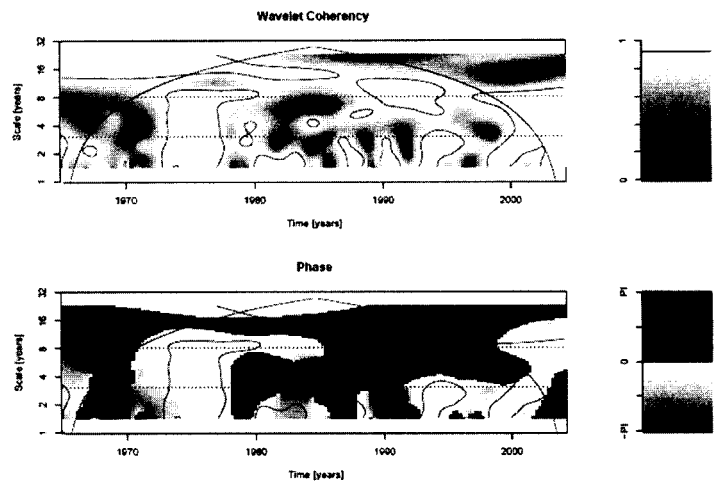 Wavelet Coherency
32
16
8
4
2
1
Scale [years]
1970
1980
1990
2000
Time [years]
1
0
Phase
32
16
8
4
2
1
Scale [years]
1970
1980
1990
2000
Time [years]
PI
0
-PI